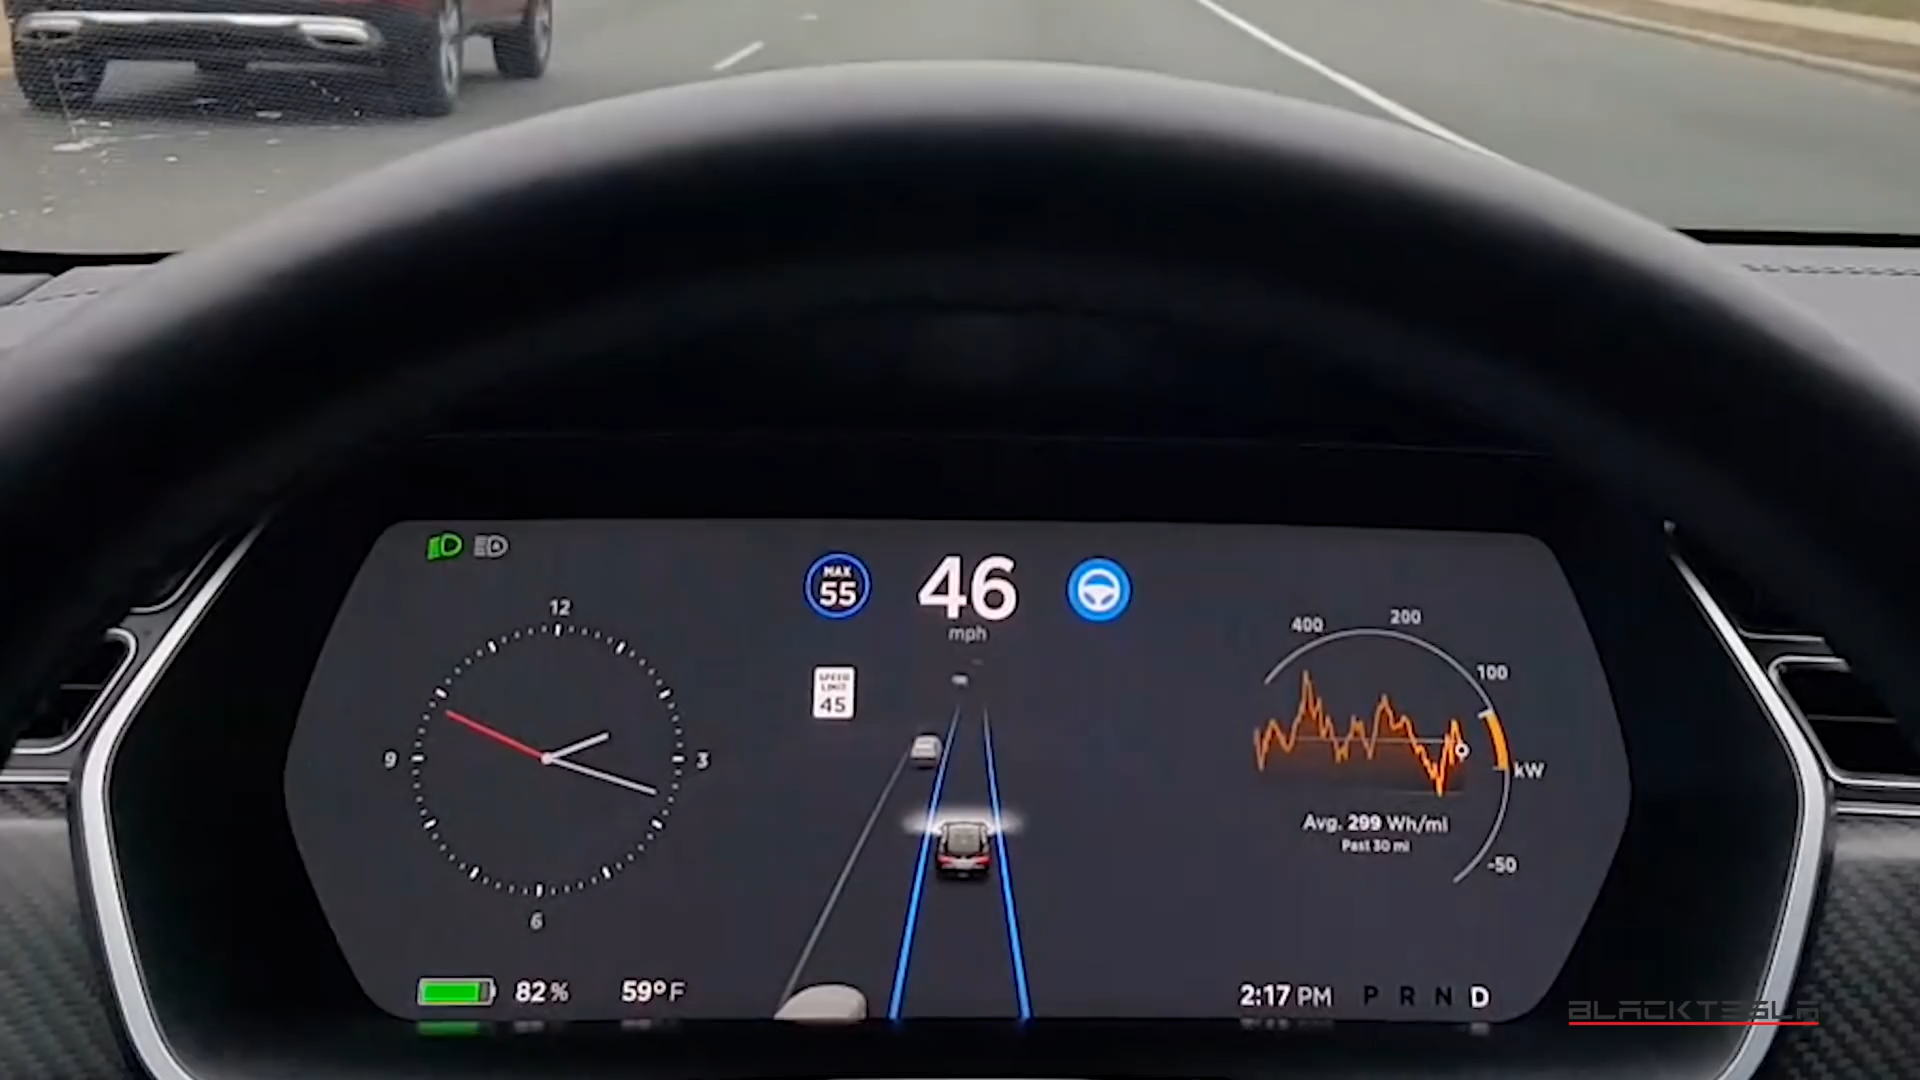 MAX
55
46
mph
SPEED
LIMIT
45
12
3
6
9
400
200
100
kW
-50
Avg. 299 Wh/mi
Past 30 mi
82%
59°F
2:17 PM
P R N D
BLACKTESLA